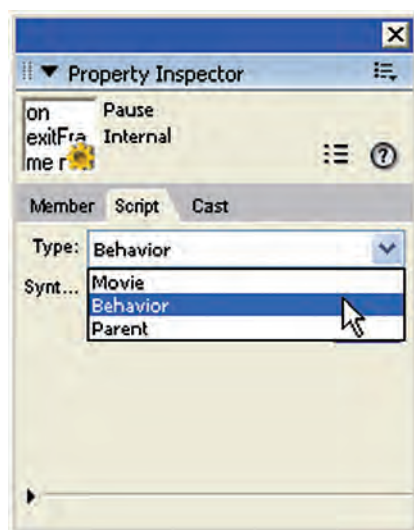 Property Inspector
on
exitFra
me r
Pause
Internal
Member Script Cast
Type: Behavior
Synt...
Movie
Behavior
Parent